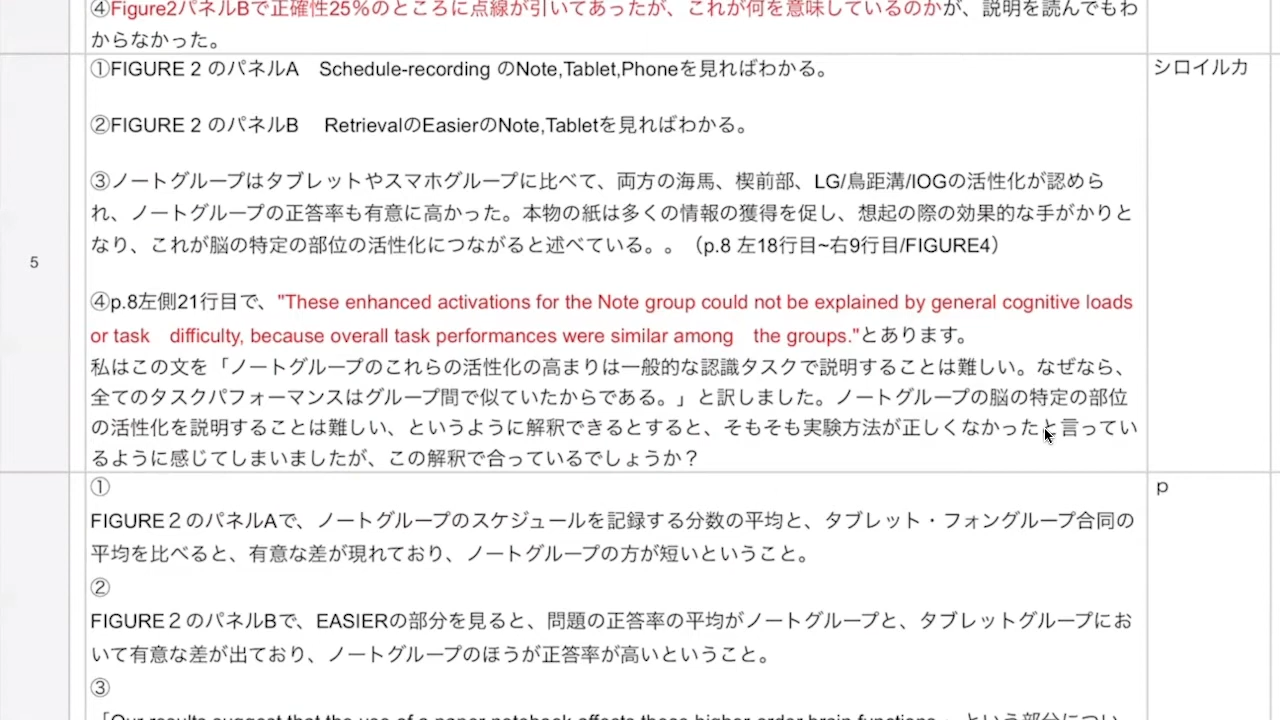 ④Figure2パネルBで正確性25%のところに点線が引いてあったが、これが何を意味しているのかが、説明を読んでもわ
からなかった。
5
①FIGURE 2 のパネルA　Schedule-recording のNote,Tablet,Phoneを見ればわかる。
シロイルカ
②FIGURE 2 のパネルB　 RetrievalのEasierのNote,Tabletを見ればわかる。
③ノートグループはタブレットやスマホグループに比べて、両方の海馬、楔前部、LG/鳥距溝/IOGの活性化が認めら
れ、ノートグループの正答率も有意に高かった。本物の紙は多くの情報の獲得を促し、想起の際の効果的な手がかりと
なり、これが脳の特定の部位の活性化につながると述べている。。（p.8 左18行目~右9行目/FIGURE4）
④p.8左側21行目で、"These enhanced activations for the Note group could not be explained by general cognitive loads
or task　difficulty, because overall task performances were similar among　the groups."とあります。
私はこの文を「ノートグループのこれらの活性化の高まりは一般的な認識タスクで説明することは難しい。なぜなら、
全てのタスクパフォーマンスはグループ間で似ていたからである。」と訳しました。ノートグループの脳の特定の部位
の活性化を説明することは難しい、というように解釈できるとすると、そもそも実験方法が正しくなかったと言ってい
るように感じてしまいましたが、この解釈で合っているでしょうか？
①
p
FIGURE２のパネルAで、ノートグループのスケジュールを記録する分数の平均と、タブレット・フォングループ合同の
平均を比べると、有意な差が現れており、ノートグループの方が短いということ。
②
FIGURE２のパネルBで、EASIERの部分を見ると、問題の正答率の平均がノートグループと、タブレットグループにお
いて有意な差が出ており、ノートグループのほうが正答率が高いということ。
③
「Our results suggest that the use of a paper notebook affects these higher-order brain functions.」という部分につい